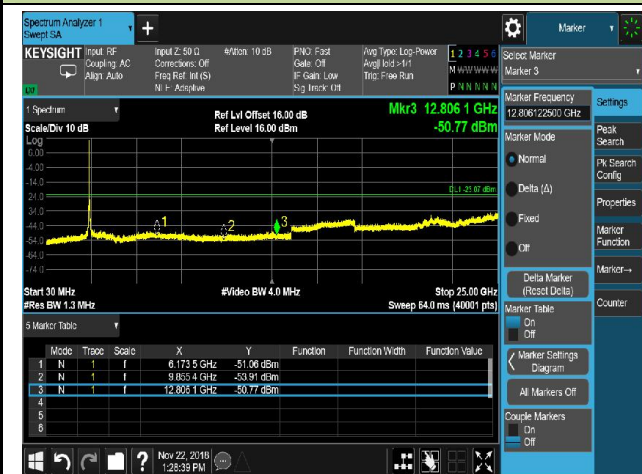 Spectrum Analyzer 1
Swept SA
+
Marker
KEYSIGHT
Input: RF
Coupling: AC
Align: Auto
Input Z: 50 Ω
Corrections: Off
Freq Ref: Int (S)
NFE: Adaptive
#Atten: 10 dB
PNO: Fast
Gate: Off
IF Gain: Low
Sig Track: Off
Avg Type: Log-Power
Avg|Hold:>1/1
Trig: Free Run
1 2 3 4 5 6
M W W W W W
P N N N N N
Select Marker
Marker 3
1 Spectrum
Scale/Div 10 dB
Ref Lvl Offset 16.00 dB
Ref Level 16.00 dBm
Mkr3 12.806 1 GHz
-50.77 dBm
Log
6.00
-4.00
-14.0
-24.0
-34.0
-44.0
-54.0
-64.0
-74.0
DL1 -23.07 dBm
1
2
3
Start 30 MHz
#Res BW 1.3 MHz
#Video BW 4.0 MHz
Stop 25.00 GHz
Sweep 64.0 ms (40001 pts)
5 Marker Table
Mode Trace Scale X Y Function Function Width Function Value
1 N 1 f 6.173 5 GHz -51.06 dBm
2 N 1 f 9.855 4 GHz -53.91 dBm
3 N 1 f 12.806 1 GHz -50.77 dBm
4
5
6
Marker Frequency
12.806122500 GHz
Marker Mode
Normal
Delta (Δ)
Fixed
Off
Delta Marker
(Reset Delta)
Marker Table
On
Off
Marker Settings
Diagram
All Markers Off
Couple Markers
On
Off
Settings
Peak
Search
Pk Search
Config
Properties
Marker
Function
Marker→
Counter
?
Nov 22, 2018
1:28:39 PM